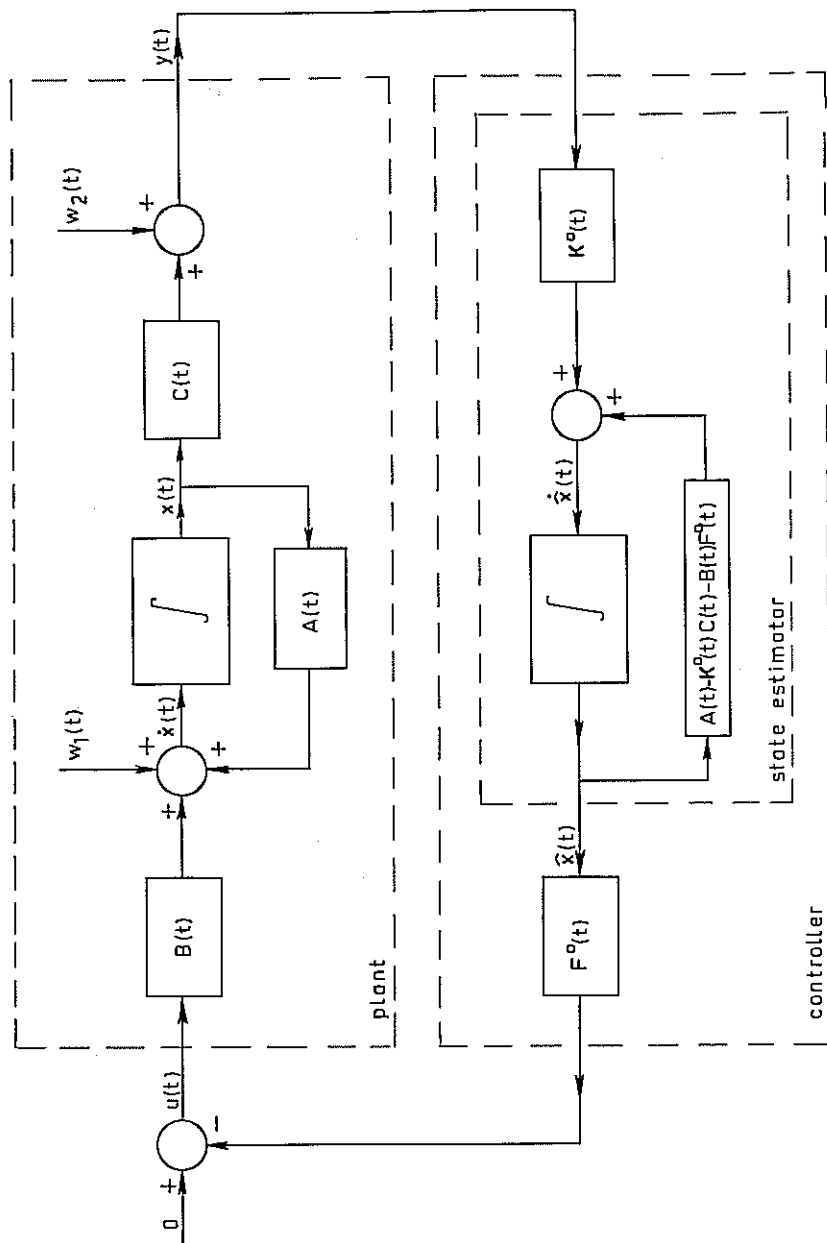 0
+
-
u(t)
B(t)
+
w₁(t)
+
+
ẋ(t)
∫
x(t)
A(t)
C(t)
+
w₂(t)
+
y(t)
plant
F⁰(t)
x̂(t)
∫
x̂̇(t)
+
+
K⁰(t)
A(t)-K⁰(t)C(t)-B(t)F⁰(t)
state estimator
controller